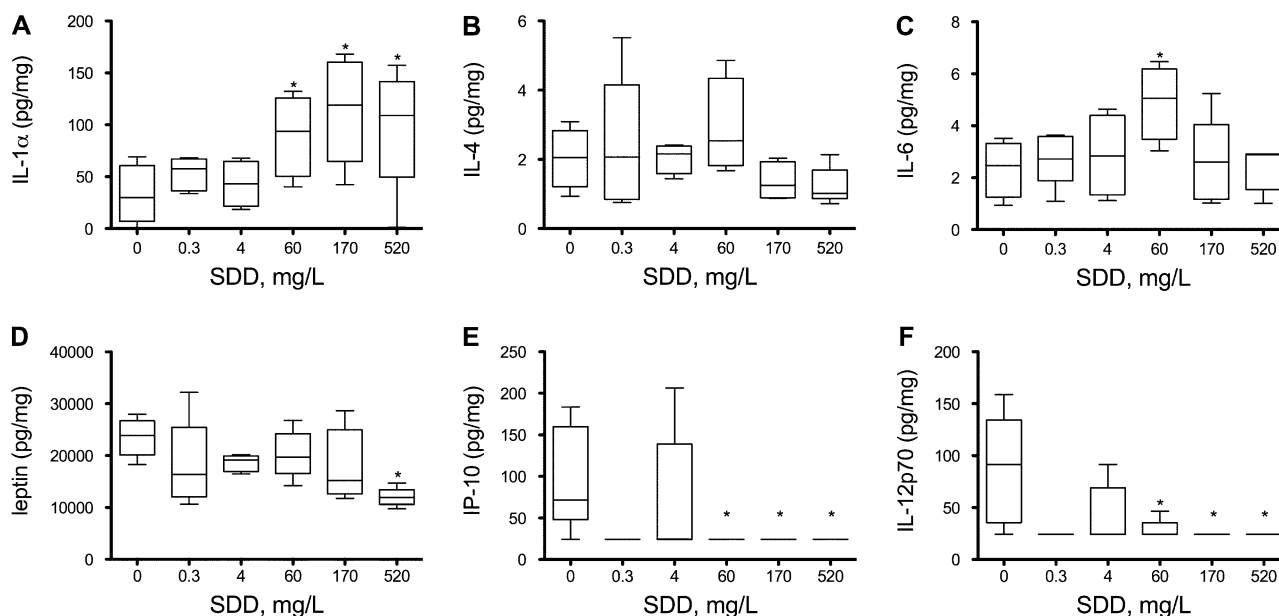 A
IL-1α (pg/mg)
200
150
100
50
0
*
*
*
0 0.3 4 60 170 520
SDD, mg/L
B
IL-4 (pg/mg)
6
4
2
0
0 0.3 4 60 170 520
SDD, mg/L
C
IL-6 (pg/mg)
8
6
4
2
0
*
0 0.3 4 60 170 520
SDD, mg/L
D
leptin (pg/mg)
40000
30000
20000
10000
0
*
0 0.3 4 60 170 520
SDD, mg/L
E
IP-10 (pg/mg)
250
200
150
100
50
0
* * *
0 0.3 4 60 170 520
SDD, mg/L
F
IL-12p70 (pg/mg)
200
150
100
50
0
* * *
0 0.3 4 60 170 520
SDD, mg/L